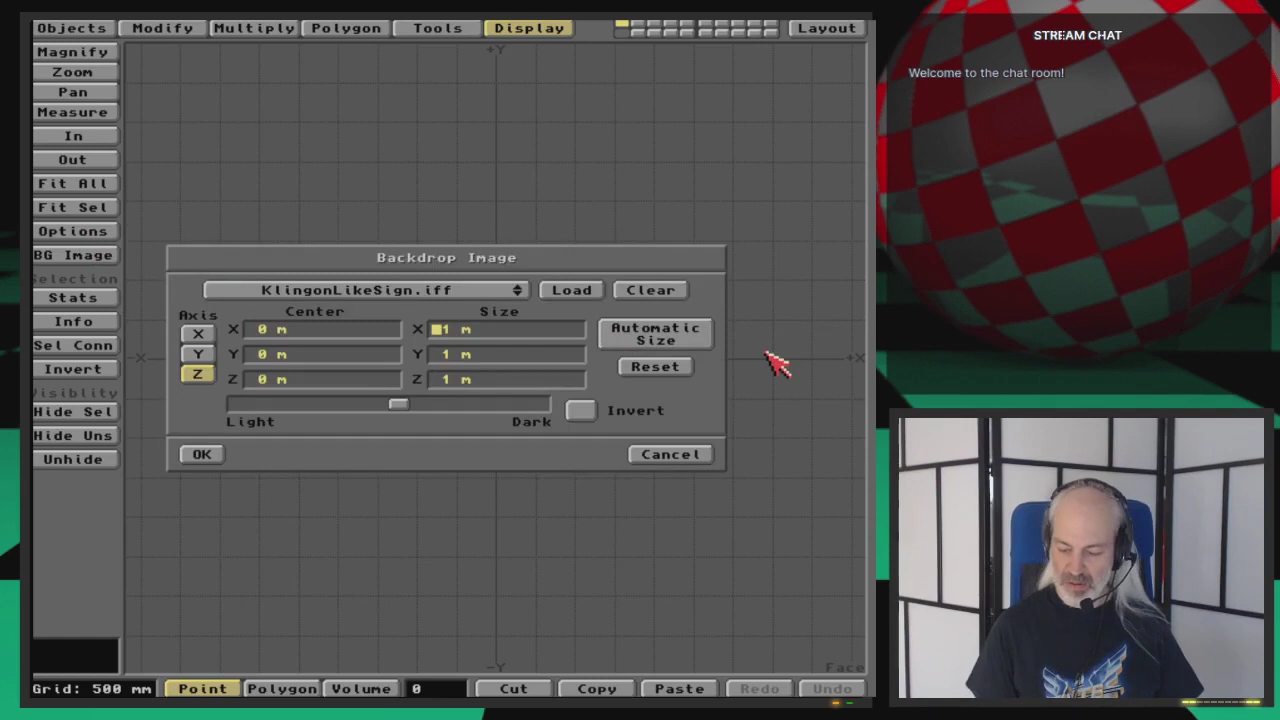 Objects Modify Multiply Polygon Tools Display Layout
Magnify
Zoom
Pan
Measure
In
Out
Fit All
Fit Sel
Options
BG Image
Selection
Stats
Info
Sel Conn
Invert
Visiblity
Hide Sel
Hide Uns
Unhide
+Y
-X
+X
-Y
Face
Backdrop Image
KlingonLikeSign.iff Load Clear
Axis Center Size
X X 0 m X 1 m Automatic Size
Y Y 0 m Y 1 m Reset
Z Z 0 m Z 1 m
Light Dark Invert
OK Cancel
Grid: 500 mm Point Polygon Volume 0 Cut Copy Paste Redo Undo
STREAM CHAT
Welcome to the chat room!